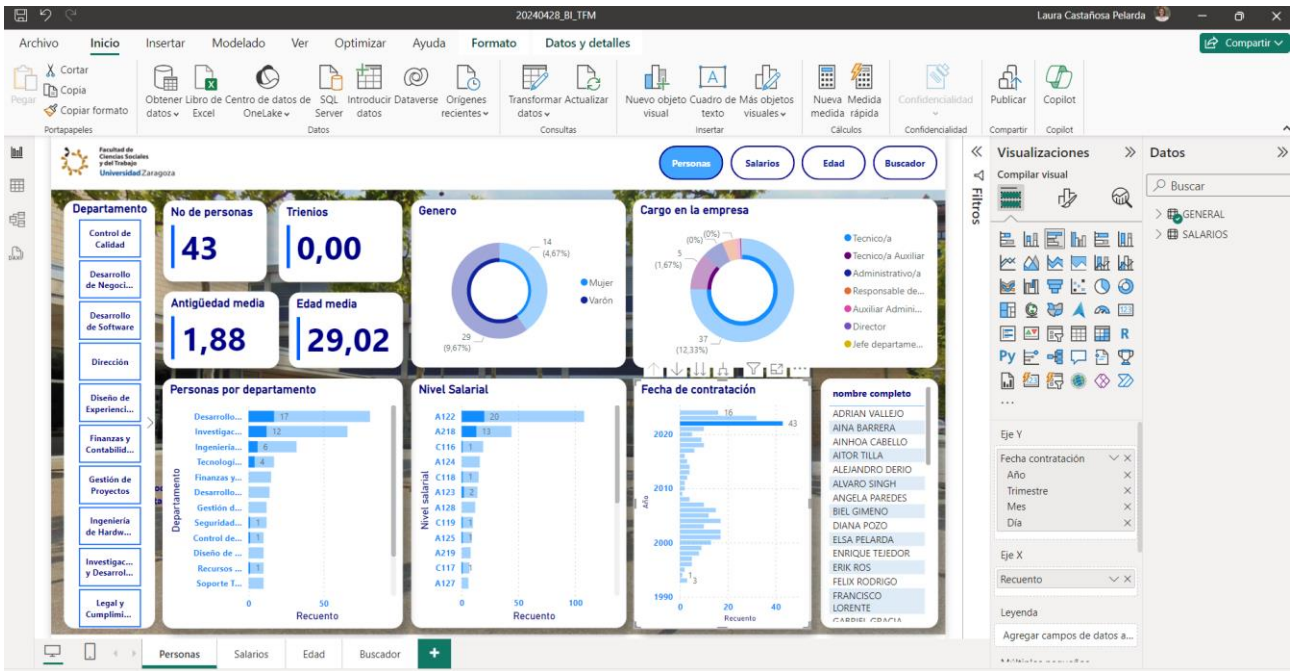 20240428_BI_TFM
Laura Castañosa Pelarda
Archivo Inicio Insertar Modelado Ver Optimizar Ayuda Formato Datos y detalles
Compartir
Pegar
Cortar
Copia
Copiar formato
Portapapeles
Obtener datos
Libro de Excel
Centro de datos de OneLake
SQL Server
Introducir datos
Dataverse
Orígenes recientes
Datos
Transformar datos
Actualizar
Consultas
Nuevo objeto visual
Cuadro de texto
Más objetos visuales
Insertar
Nueva medida
Medida rápida
Cálculos
Confidencialidad
Confidencialidad
Publicar
Compartir
Copilot
Copilot
Facultad de
Ciencias Sociales
y del Trabajo
Universidad Zaragoza
Personas
Salarios
Edad
Buscador
Departamento
Control de
Calidad
Desarrollo
de Negoci...
Desarrollo
de Software
Dirección
Diseño de
Experienci...
Finanzas y
Contabilid...
Gestión de
Proyectos
Ingeniería
de Hardw...
Investigac...
y Desarrol...
Legal y
Cumplimi...
No de personas
43
Trienios
0,00
Antigüedad media
1,88
Edad media
29,02
Genero
14
(4,67%)
29
(9,67%)
Mujer
Varón
Cargo en la empresa
(0%)
(0%)
5
(1,67%)
37
(12,33%)
Tecnico/a
Tecnico/a Auxiliar
Administrativo/a
Responsable de...
Auxiliar Admini...
Director
Jefe departame...
Personas por departamento
Departamento
Desarrollo... 17
Investigac... 12
Ingeniería... 6
Tecnologí... 4
Finanzas y...
Desarrollo...
Gestión d...
Seguridad... 1
Control de... 1
Diseño de ...
Recursos ... 1
Soporte T...
0 50
Recuento
Nivel Salarial
Nivel salarial
A122 20
A218 13
C116 1
A124
C118 1
A123 2
A128
C119 1
A125 1
A219
C117 1
A127
0 50 100
Recuento
Fecha de contratación
Año
16
43
2020
2010
2000
1
3
1990
0 20 40
Recuento
nombre completo
ADRIAN VALLEJO
AINA BARRERA
AINHOA CABELLO
AITOR TILLA
ALEJANDRO DERIO
ALVARO SINGH
ANGELA PAREDES
BIEL GIMENO
DIANA POZO
ELSA PELARDA
ENRIQUE TEJEDOR
ERIK ROS
FELIX RODRIGO
FRANCISCO
LORENTE
GABRIEL GRACIA
Filtros
Visualizaciones
Compilar visual
R
Py
Eje Y
Fecha contratación
Año
Trimestre
Mes
Día
Eje X
Recuento
Leyenda
Agregar campos de datos a...
Datos
Buscar
GENERAL
SALARIOS
Personas Salarios Edad Buscador